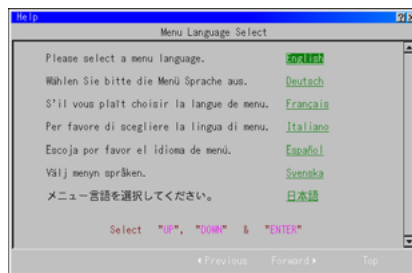 Help
Menu Language Select
Please select a menu language. English
Wählen Sie bitte die Menü Sprache aus. Deutsch
S'il vous plaît choisir la langue de menu. Français
Per favore di scegliere la lingua di menu. Italiano
Escoja por favor el idioma de menú. Español
Välj menyn språken. Svenska
メニュー言語を選択してください。 日本語
Select "UP", "DOWN" & "ENTER"
Previous Forward Top